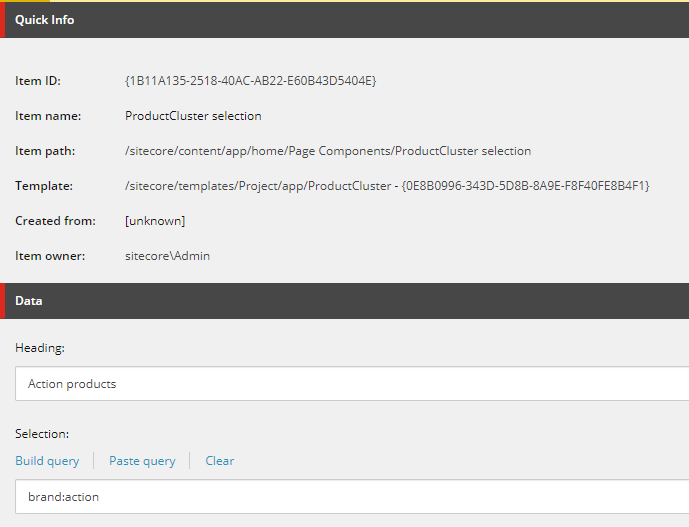 Quick Info
Item ID: {1B11A135-2518-40AC-AB22-E60B43D5404E}
Item name: ProductCluster selection
Item path: /sitecore/content/app/home/Page Components/ProductCluster selection
Template: /sitecore/templates/Project/app/ProductCluster - {0E8B0996-343D-5D8B-8A9E-F8F40FE8B4F1}
Created from: [unknown]
Item owner: sitecore\Admin
Data
Heading:
Action products
Selection:
Build query Paste query Clear
brand:action